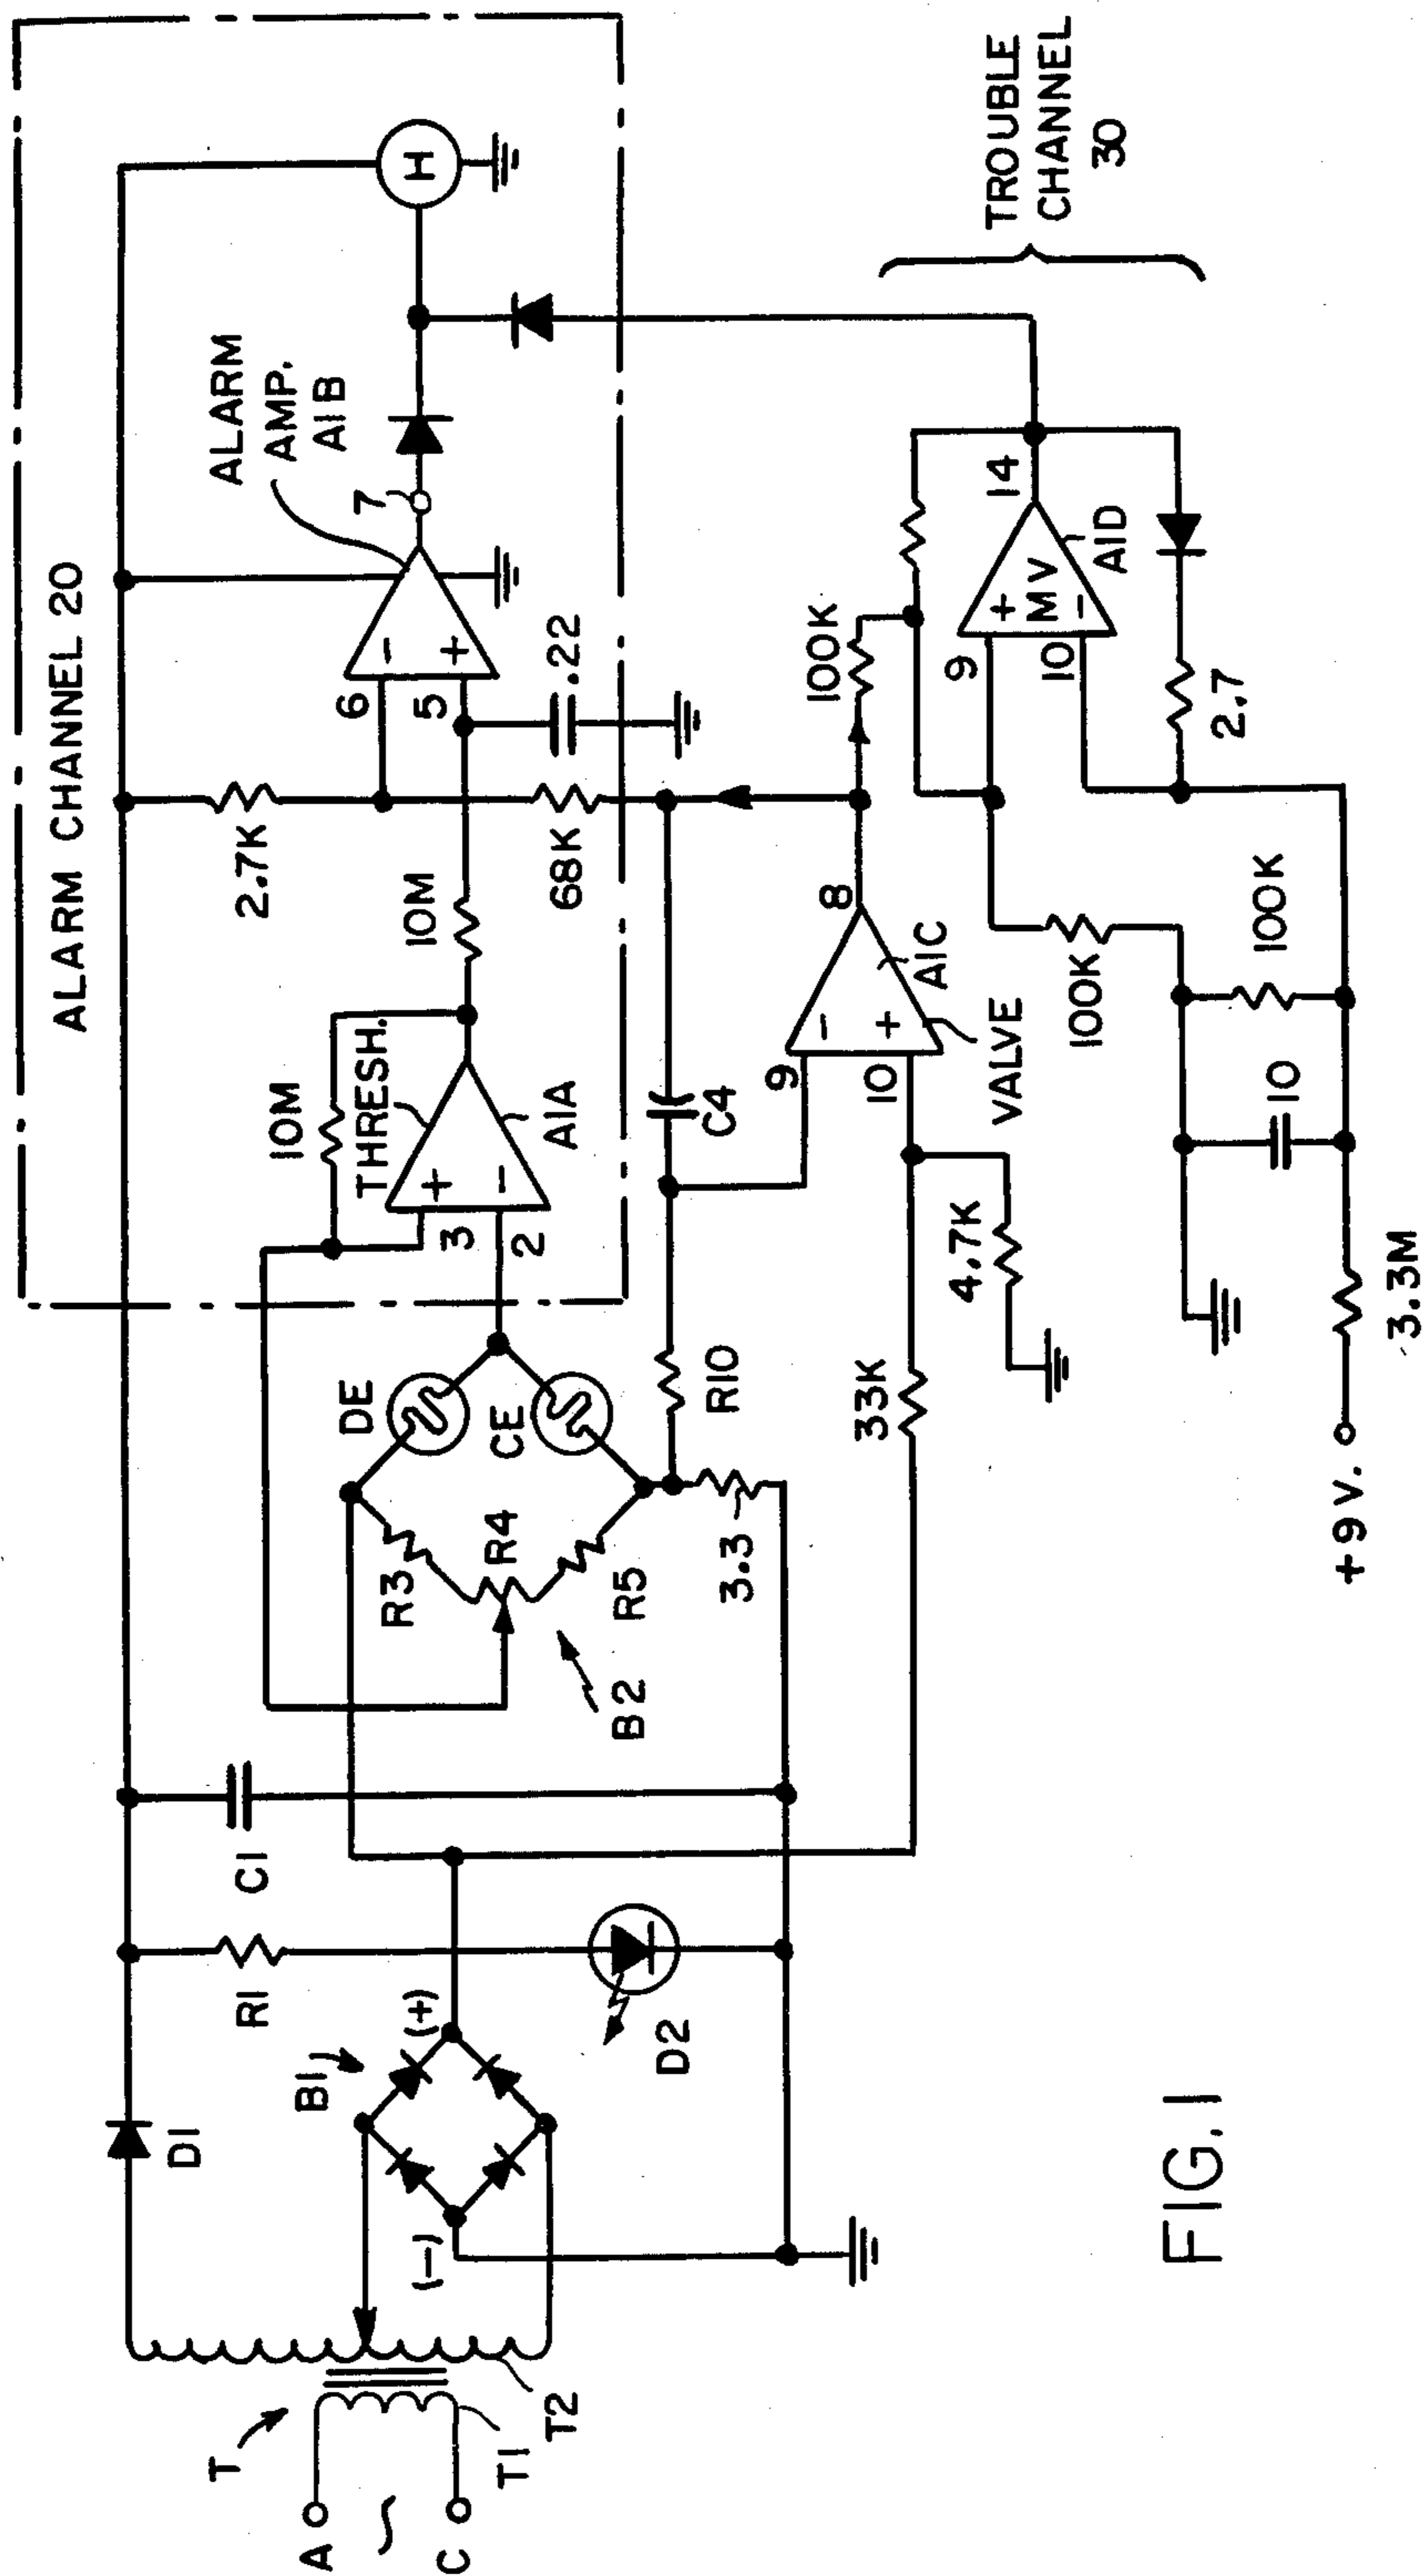 ALARM CHANNEL 20
ALARM
AMP.
A1B
7
H
6
5
+
-
.22
2.7K
68K
10M
10M
THRESH.
A1A
+
-
3
2
DE
CE
R3
R4
R5
B2
3.3
R10
C4
C1
R1
D1
D2
B1
(+)
(-)
T
T1
T2
A
~
C
9
10
-
+
8
A1C
VALVE
33K
4.7K
100K
9
10
+
MV
-
14
A1D
2.7
100K
100K
10
3.3M
+9V.
TROUBLE
CHANNEL
30
FIG. 1